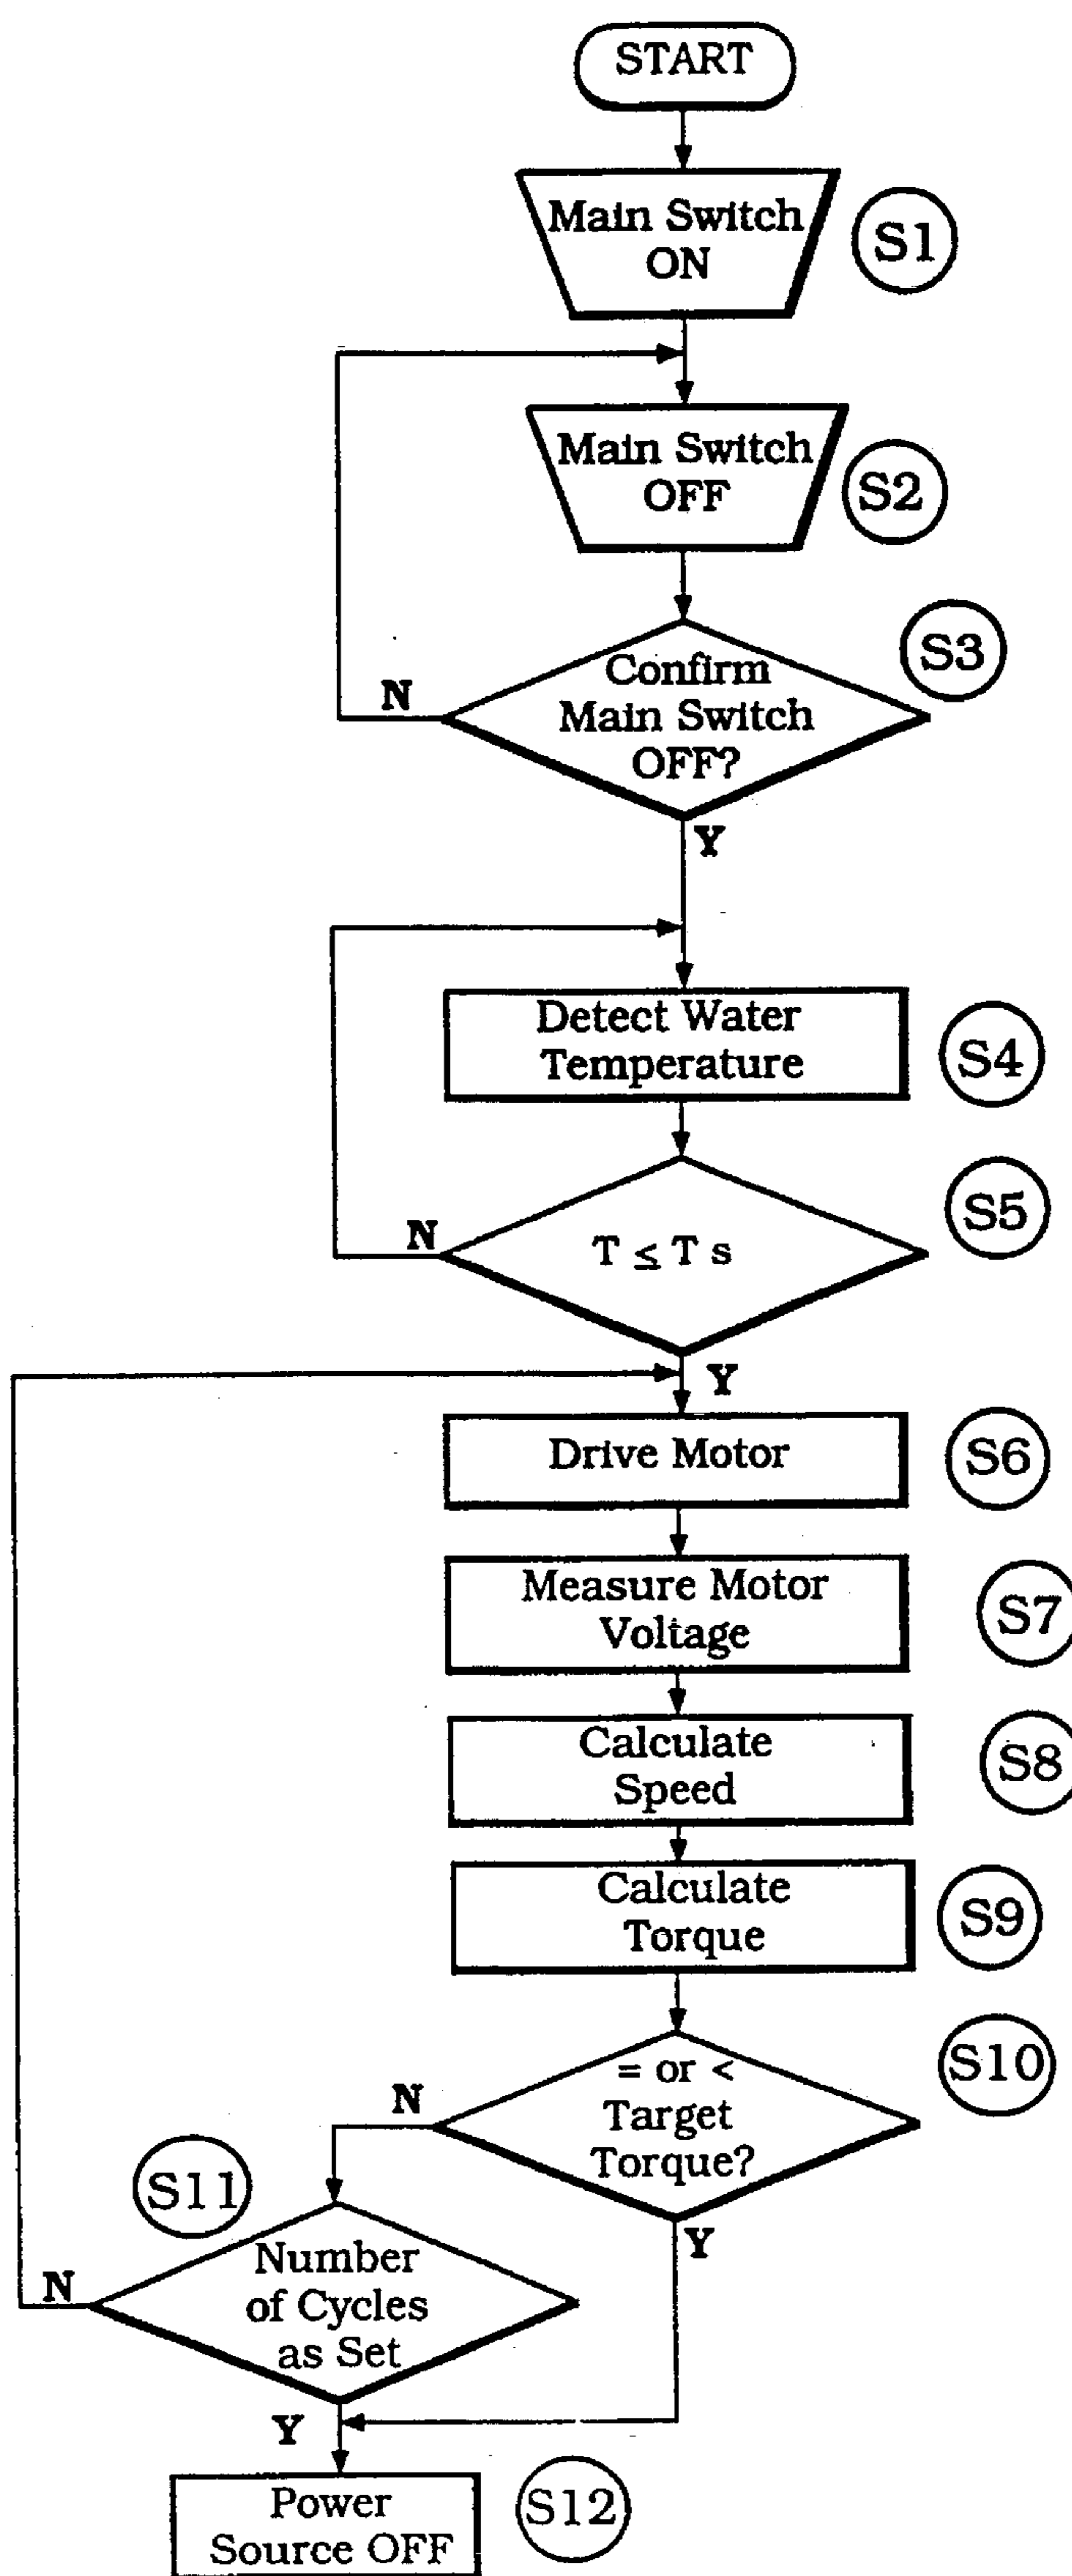 START
Main Switch
ON
S1
Main Switch
OFF
S2
Confirm
Main Switch
OFF?
S3
N
Y
Detect Water
Temperature
S4
T ≤ T s
S5
N
Y
Drive Motor
S6
Measure Motor
Voltage
S7
Calculate
Speed
S8
Calculate
Torque
S9
= or <
Target
Torque?
S10
N
Y
S11
Number
of Cycles
as Set
N
Y
Power
Source OFF
S12